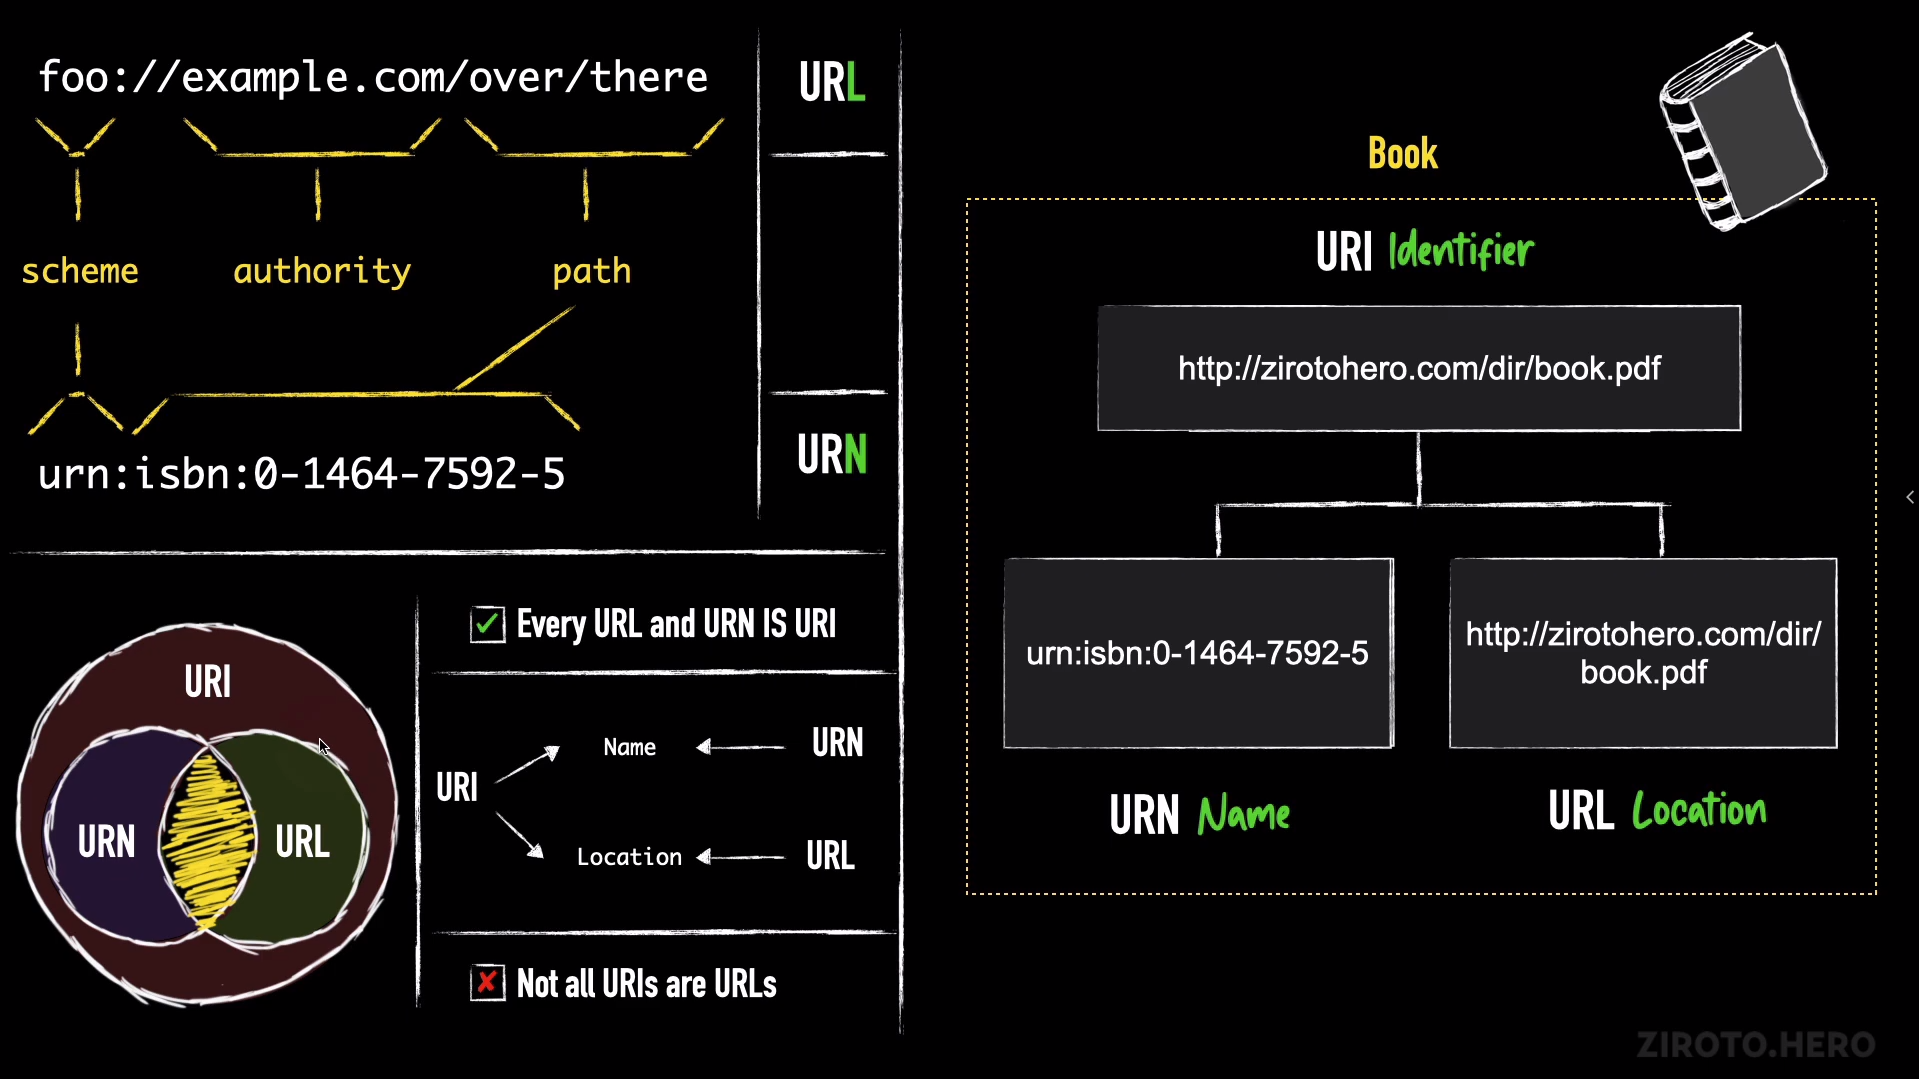 foo://example.com/over/there
URL
scheme
authority
path
urn:isbn:0-1464-7592-5
URN
URI
URN
URL
Every URL and URN IS URI
URI
Name
URN
Location
URL
Not all URIs are URLs
Book
URI Identifier
http://zirotohero.com/dir/book.pdf
urn:isbn:0-1464-7592-5
http://zirotohero.com/dir/
book.pdf
URN Name
URL Location
ZIROTO.HERO